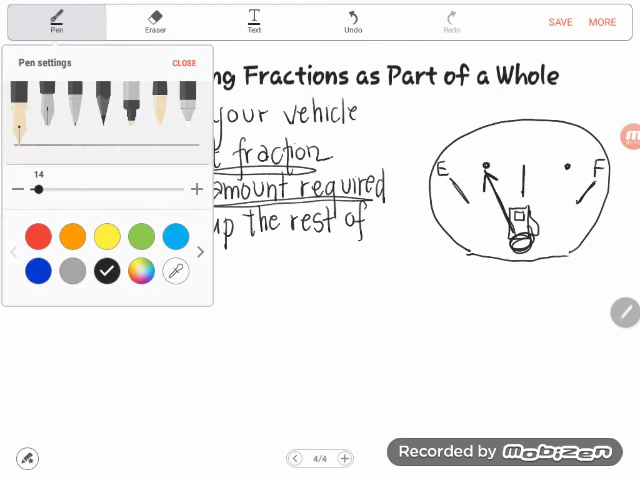 Pen
Eraser
Text
Undo
Redo
SAVE
MORE
Pen settings
CLOSE
ng Fractions as Part of a Whole
your vehicle
fraction
amount required
up the rest of
E
F
14
4/4
Recorded by mobizen